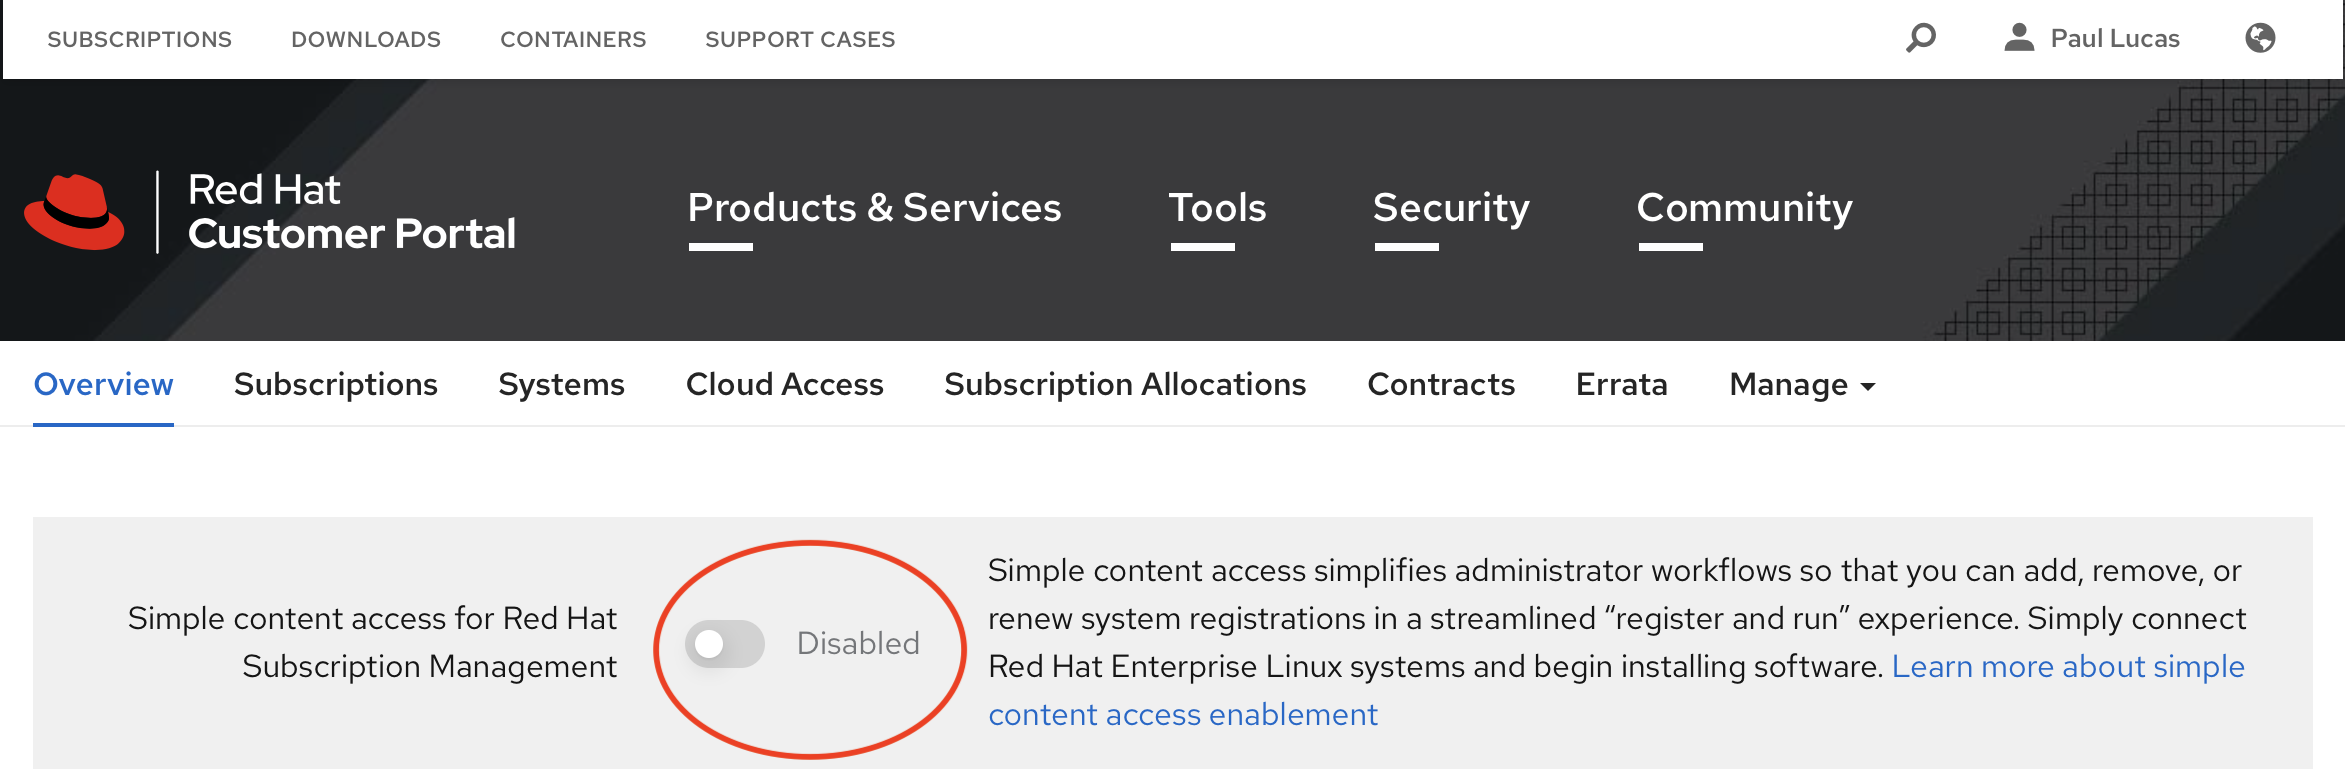 SUBSCRIPTIONS DOWNLOADS CONTAINERS SUPPORT CASES Paul Lucas
Red Hat
Customer Portal
Products & Services Tools Security Community
Overview Subscriptions Systems Cloud Access Subscription Allocations Contracts Errata Manage
Simple content access for Red Hat
Subscription Management
Disabled
Simple content access simplifies administrator workflows so that you can add, remove, or
renew system registrations in a streamlined “register and run” experience. Simply connect
Red Hat Enterprise Linux systems and begin installing software. Learn more about simple
content access enablement